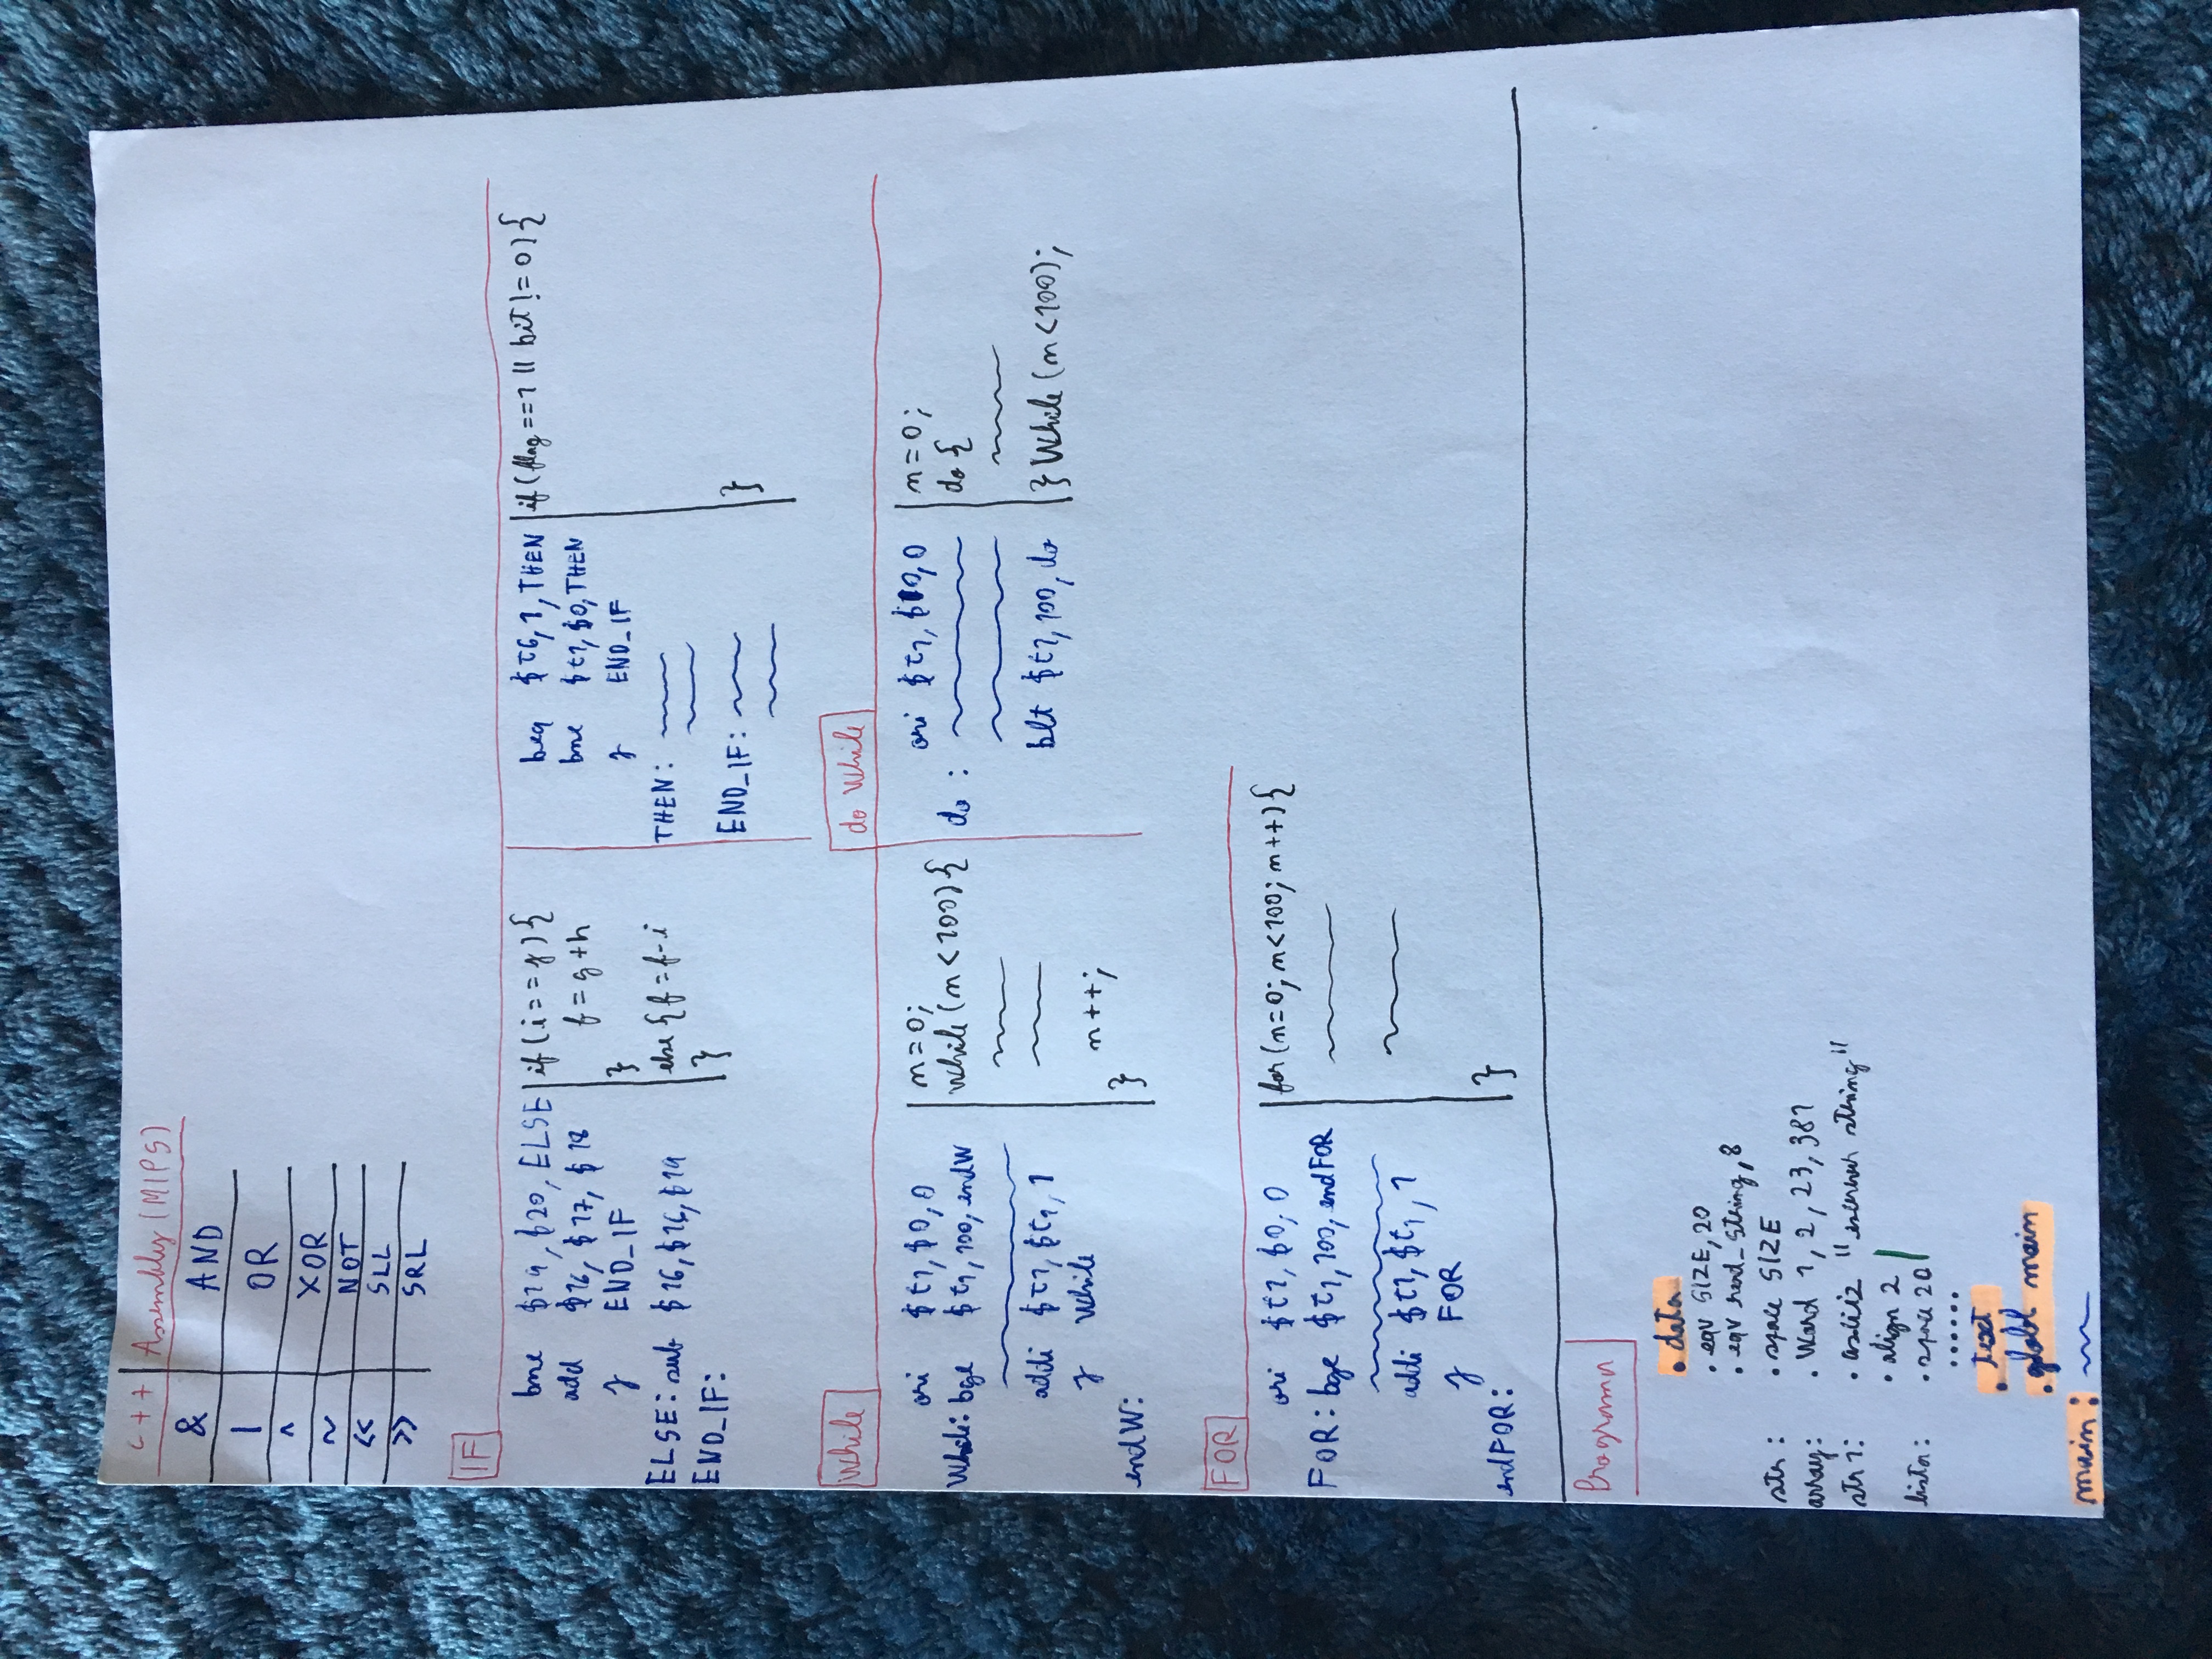 C++ Assembly (MIPS)
& AND
| OR
^ XOR
~ NOT
<< SLL
>> SRL
IF
bne $19, $20, ELSE if (i == j) {
add $16, $17, $18 f = g + h
j END_IF }
ELSE: sub $16, $16, $19 else { f = f - i
END_IF: }
beq $t6, 1, THEN if (flag == 1 || bit != 0) {
bne $t1, $0, THEN
j END_IF
THEN:
END_IF: }
While
ori $t1, $0, 0 n = 0;
While: bge $t1, 100, endW while (n < 100) {
addi $t1, $t1, 1
j While n++;
endW: }
do While
ori $t1, $0, 0 n = 0;
do: do {
blt $t1, 100, do } While (n < 100);
FOR
ori $t1, $0, 0 for (n = 0; n < 100; n++) {
FOR: bge $t1, 100, endFOR
addi $t1, $t1, 1
j FOR
endFOR: }
Programa
.data
.eqv SIZE, 20
.eqv read_string, 8
str: .space SIZE
array: .Word 1, 2, 23, 381
str1: .asciiz "escrever string"
.align 2
lista: .space 20
......
.text
.globl main
main: